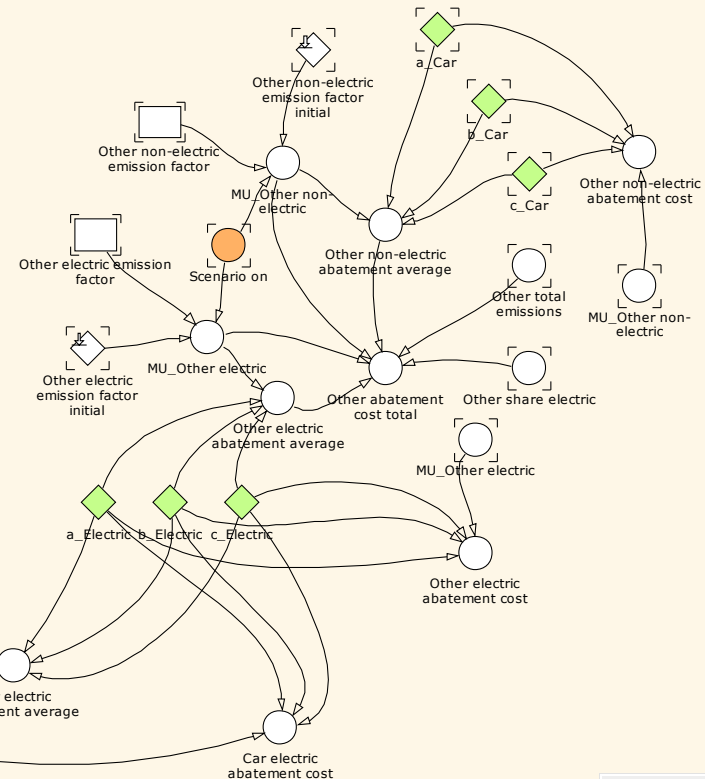 a_Car
Other non-electric
emission factor
initial
b_Car
Other non-electric
emission factor
Other non-electric
abatement cost
MU_Other non-
electric
c_Car
Other non-electric
abatement average
Scenario on
Other electric emission
factor
Other total
emissions
MU_Other non-
electric
MU_Other electric
Other electric
emission factor
initial
Other abatement
cost total
Other share electric
Other electric
abatement average
MU_Other electric
a_Electric
b_Electric
c_Electric
Other electric
abatement cost
electric
ent average
Car electric
abatement cost